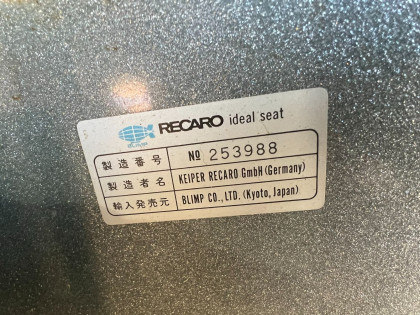 RECARO ideal seat
製造番号 № 253988
製造者名 KEIPER RECARO GmbH (Germany)
輸入発売元 BLIMP CO., LTD. (Kyoto, Japan)